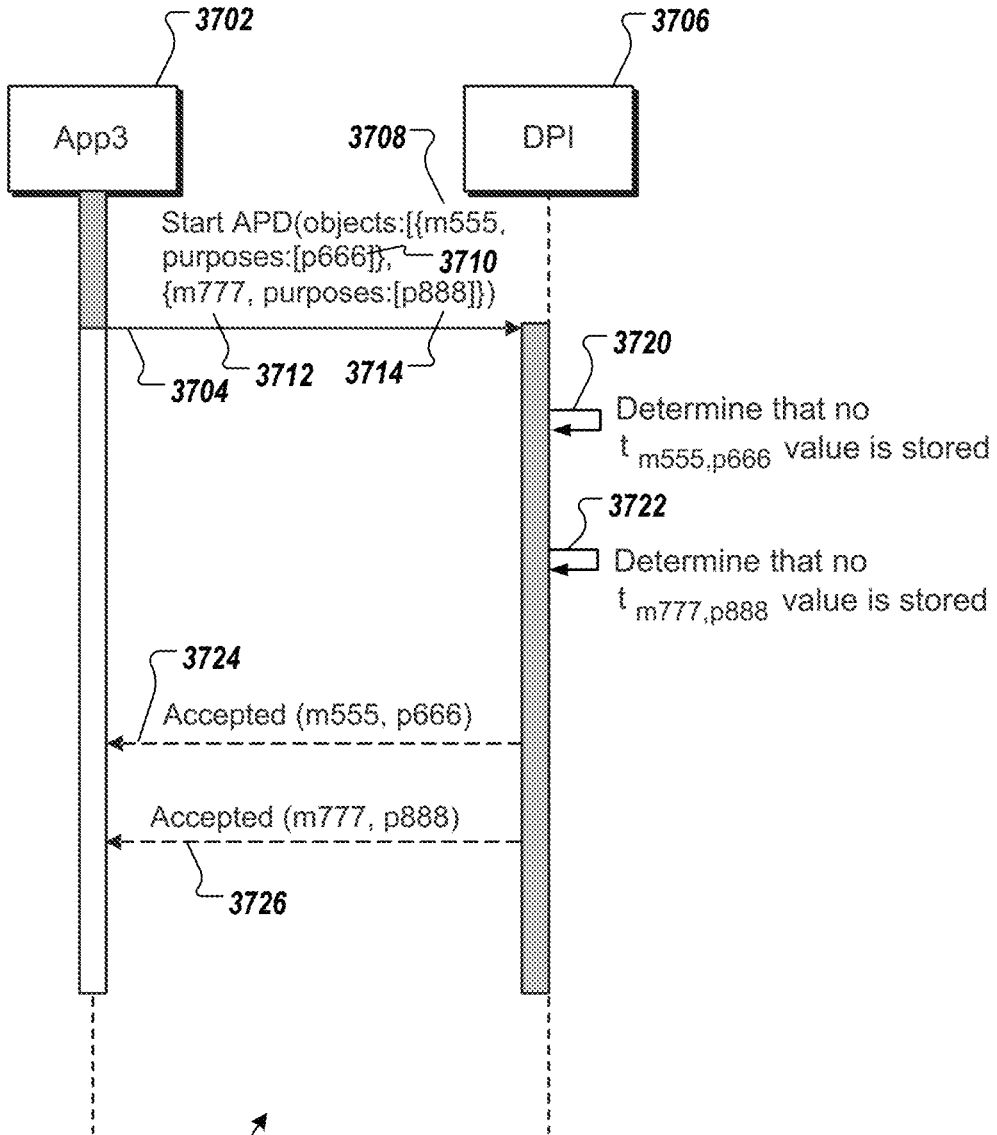 3702
3706
App3
DPI
3708
Start APD(objects:[{m555,
purposes:[p666]},
3710
{m777, purposes:[p888]})
3704
3712
3714
3720
Determine that no
t m555,p666 value is stored
3722
Determine that no
t m777,p888 value is stored
3724
Accepted (m555, p666)
Accepted (m777, p888)
3726